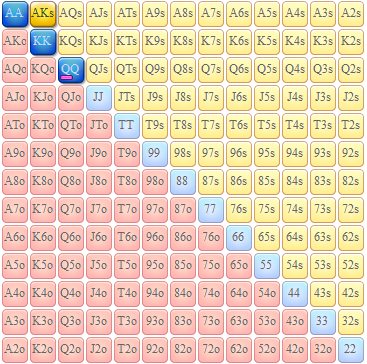 AA AKs AQs AJs ATs A9s A8s A7s A6s A5s A4s A3s A2s
AKo KK KQs KJs KTs K9s K8s K7s K6s K5s K4s K3s K2s
AQo KQo QQ QJs QTs Q9s Q8s Q7s Q6s Q5s Q4s Q3s Q2s
AJo KJo QJo JJ JTs J9s J8s J7s J6s J5s J4s J3s J2s
ATo KTo QTo JTo TT T9s T8s T7s T6s T5s T4s T3s T2s
A9o K9o Q9o J9o T9o 99 98s 97s 96s 95s 94s 93s 92s
A8o K8o Q8o J8o T8o 98o 88 87s 86s 85s 84s 83s 82s
A7o K7o Q7o J7o T7o 97o 87o 77 76s 75s 74s 73s 72s
A6o K6o Q6o J6o T6o 96o 86o 76o 66 65s 64s 63s 62s
A5o K5o Q5o J5o T5o 95o 85o 75o 65o 55 54s 53s 52s
A4o K4o Q4o J4o T4o 94o 84o 74o 64o 54o 44 43s 42s
A3o K3o Q3o J3o T3o 93o 83o 73o 63o 53o 43o 33 32s
A2o K2o Q2o J2o T2o 92o 82o 72o 62o 52o 42o 32o 22